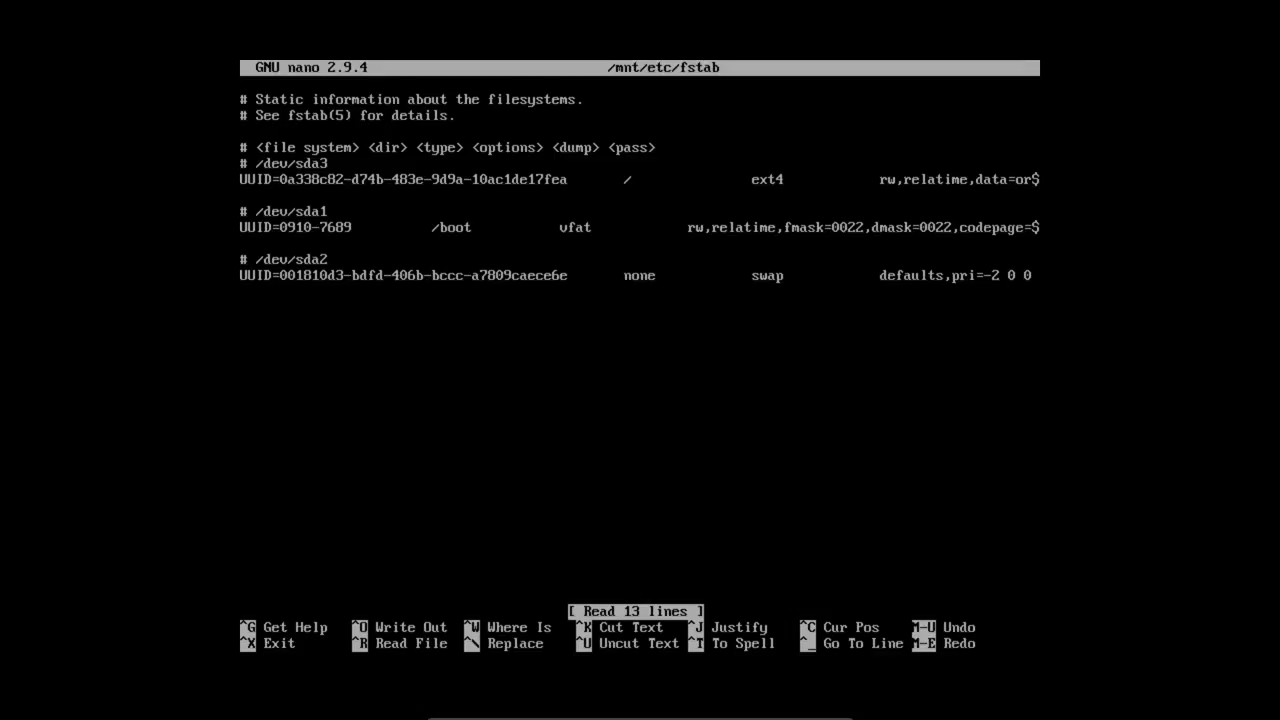 GNU nano 2.9.4 /mnt/etc/fstab
# Static information about the filesystems.
# See fstab(5) for details.
# <file system> <dir> <type> <options> <dump> <pass>
# /dev/sda3
UUID=0a338c82-d74b-483e-9d9a-10ac1de17fea / ext4 rw,relatime,data=or$
# /dev/sda1
UUID=0910-7689 /boot vfat rw,relatime,fmask=0022,dmask=0022,codepage=$
# /dev/sda2
UUID=001810d3-bdfd-406b-bccc-a7809caece6e none swap defaults,pri=-2 0 0
[ Read 13 lines ]
^G Get Help ^O Write Out ^W Where Is ^K Cut Text ^J Justify ^C Cur Pos M-U Undo
^X Exit ^R Read File ^\ Replace ^U Uncut Text ^T To Spell ^_ Go To Line M-E Redo